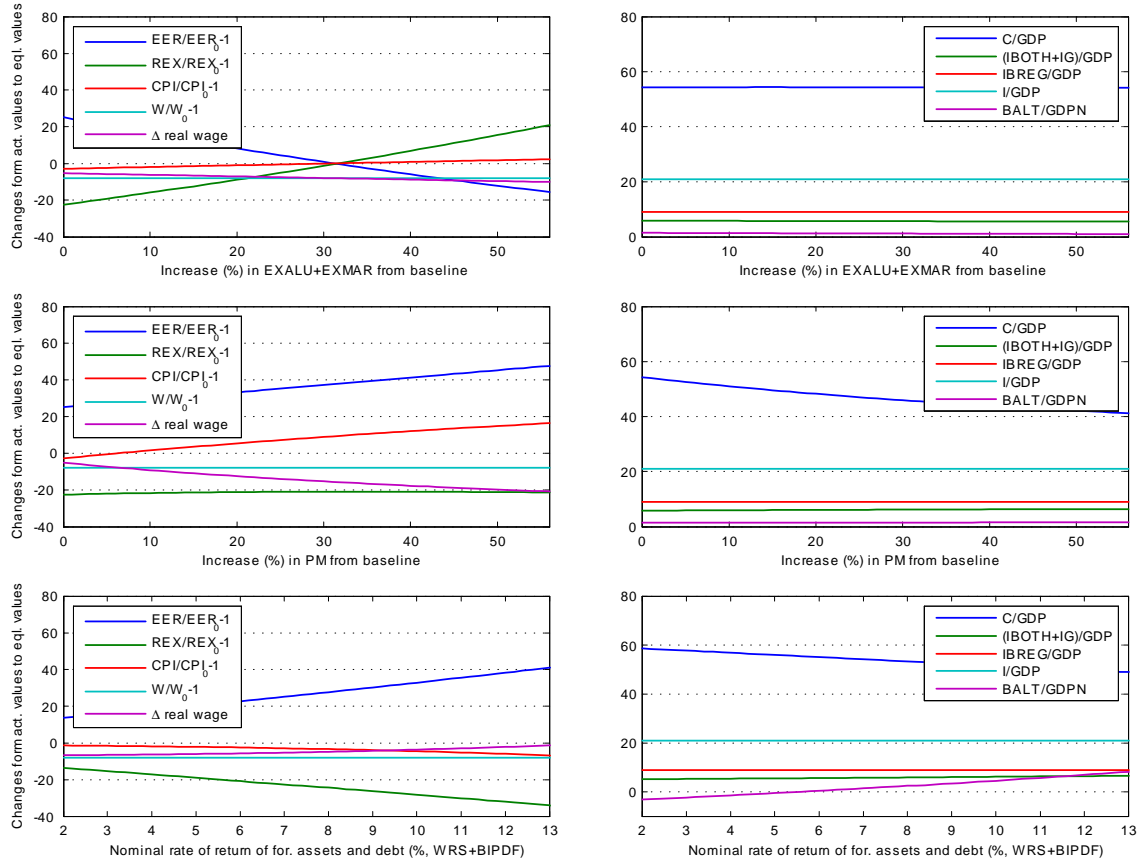 80
60
40
20
0
-20
-40
Changes form act. values to eql. values
EER/EER0-1
REX/REX0-1
CPI/CPI0-1
W/W0-1
Δ real wage
0 10 20 30 40 50
Increase (%) in EXALU+EXMAR from baseline
80
60
40
20
0
C/GDP
(IBOTH+IG)/GDP
IBREG/GDP
I/GDP
BALT/GDPN
0 10 20 30 40 50
Increase (%) in EXALU+EXMAR from baseline
80
60
40
20
0
-20
-40
Changes form act. values to eql. values
EER/EER0-1
REX/REX0-1
CPI/CPI0-1
W/W0-1
Δ real wage
0 10 20 30 40 50
Increase (%) in PM from baseline
80
60
40
20
0
C/GDP
(IBOTH+IG)/GDP
IBREG/GDP
I/GDP
BALT/GDPN
0 10 20 30 40 50
Increase (%) in PM from baseline
80
60
40
20
0
-20
-40
Changes form act. values to eql. values
EER/EER0-1
REX/REX0-1
CPI/CPI0-1
W/W0-1
Δ real wage
2 3 4 5 6 7 8 9 10 11 12 13
Nominal rate of return of for. assets and debt (%, WRS+BIPDF)
80
60
40
20
0
C/GDP
(IBOTH+IG)/GDP
IBREG/GDP
I/GDP
BALT/GDPN
2 3 4 5 6 7 8 9 10 11 12 13
Nominal rate of return of for. assets and debt (%, WRS+BIPDF)